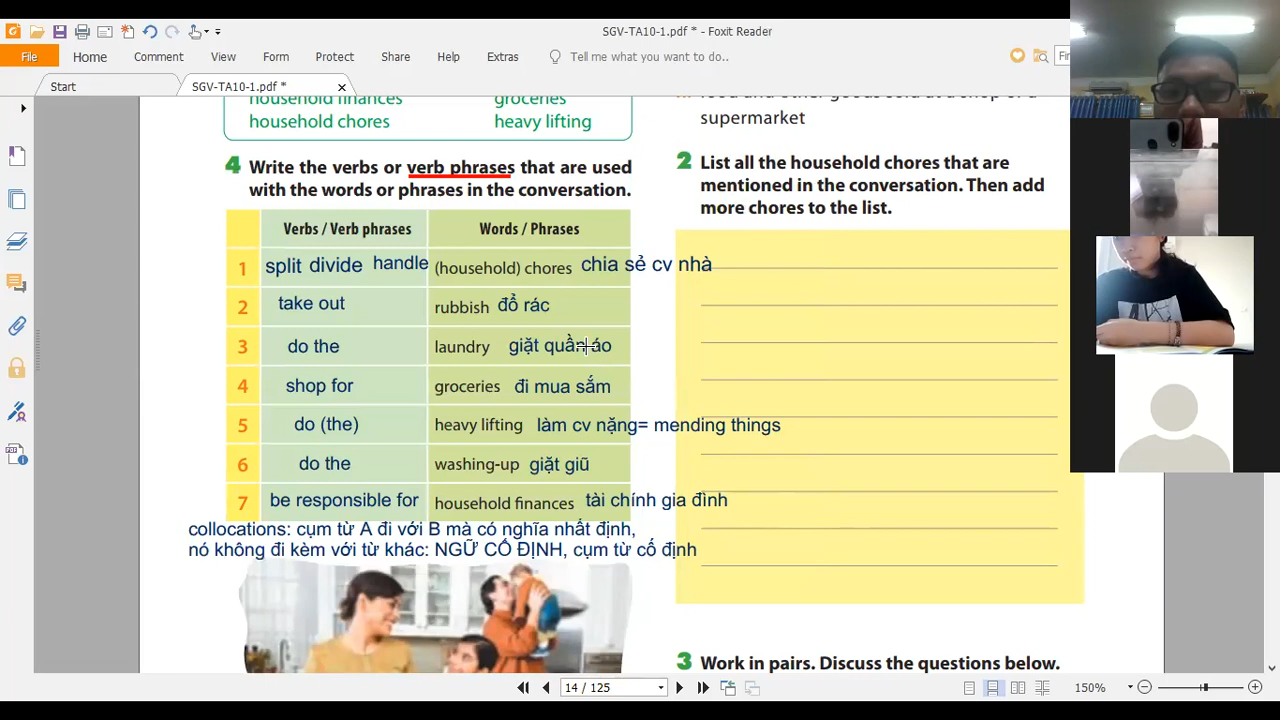 SGV-TA10-1.pdf * - Foxit Reader
File Home Comment View Form Protect Share Help Extras Tell me what you want to do..
Start SGV-TA10-1.pdf *
household finances groceries
household chores heavy lifting
4 Write the verbs or verb phrases that are used
with the words or phrases in the conversation.
Verbs / Verb phrases Words / Phrases
1 split divide handle (household) chores chia sẻ cv nhà
2 take out rubbish đổ rác
3 do the laundry giặt quần áo
4 shop for groceries đi mua sắm
5 do (the) heavy lifting làm cv nặng= mending things
6 do the washing-up giặt giũ
7 be responsible for household finances tài chính gia đình
collocations: cụm từ A đi với B mà có nghĩa nhất định,
nó không đi kèm với từ khác: NGỮ CỐ ĐỊNH, cụm từ cố định
food and other goods sold at a shop or a
supermarket
2 List all the household chores that are
mentioned in the conversation. Then add
more chores to the list.
3 Work in pairs. Discuss the questions below.
14 / 125
150%